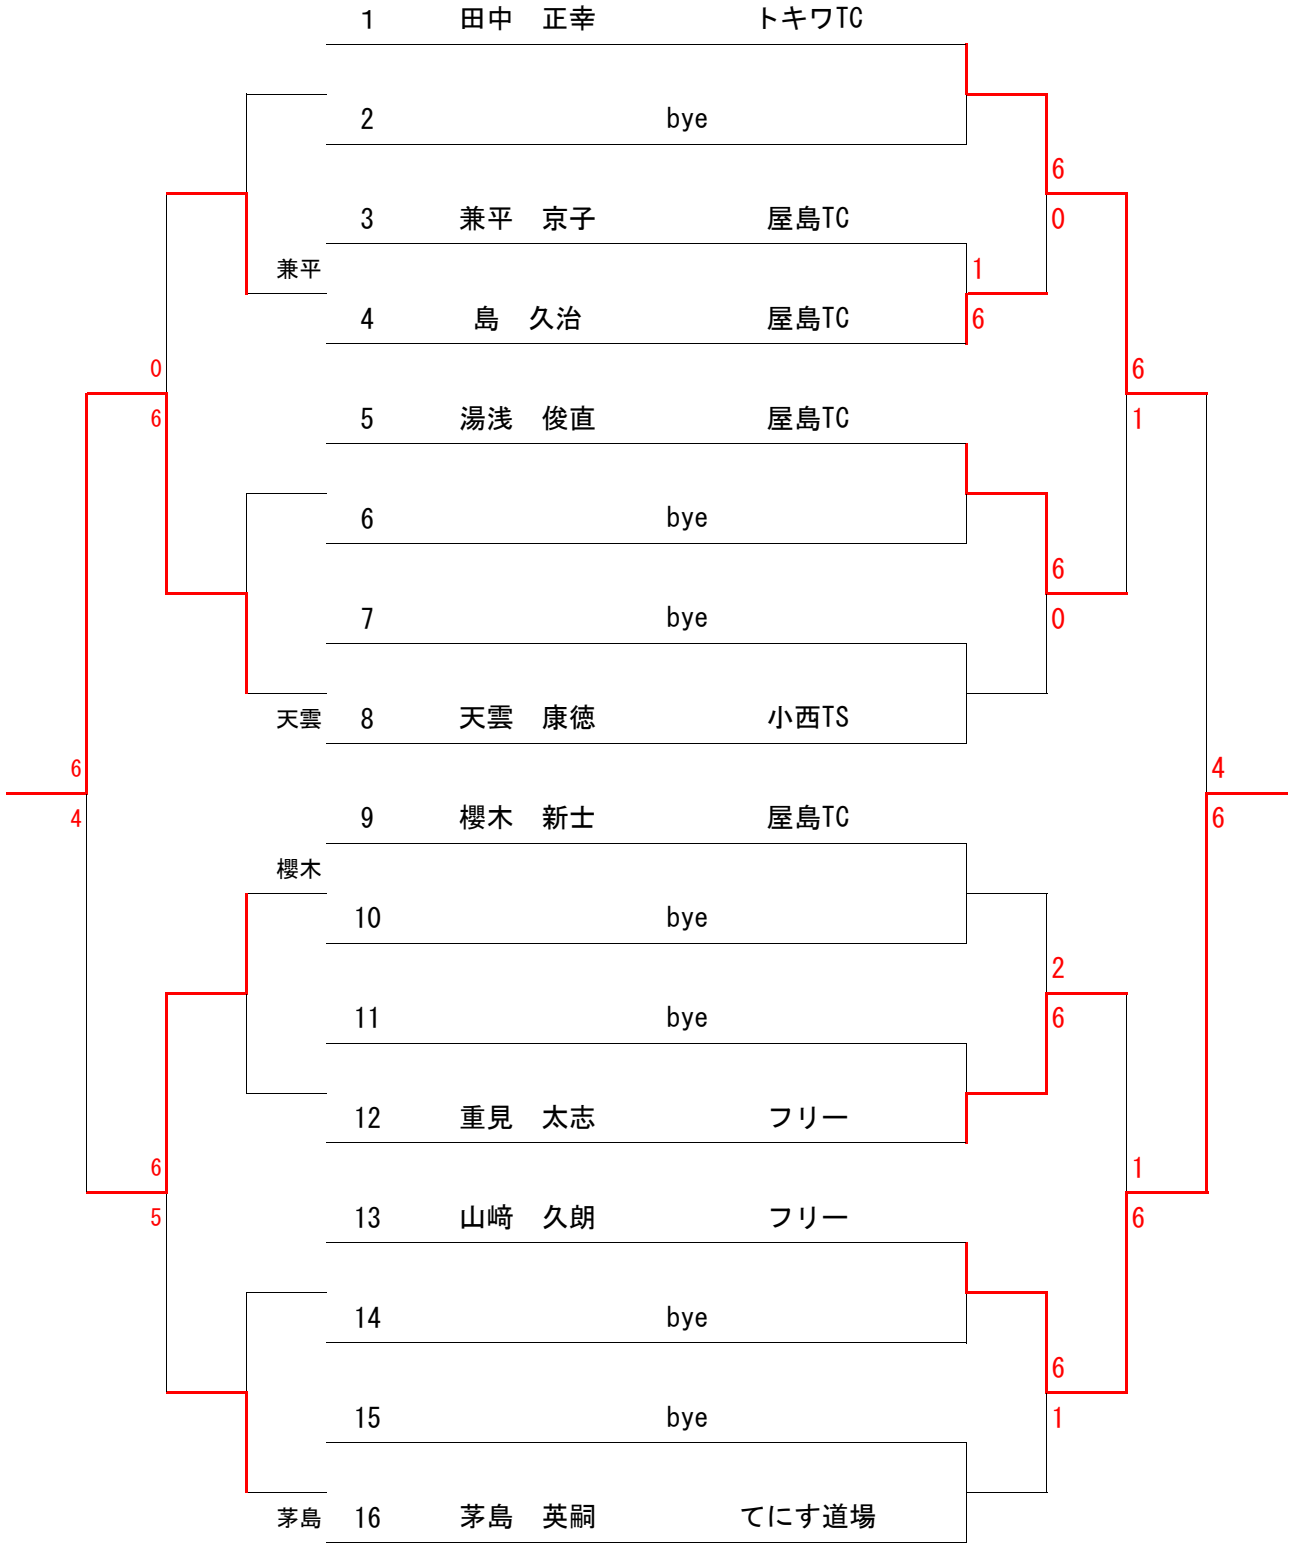 1 田中 正幸 トキワTC
2 bye
6
3 兼平 京子 屋島TC 0
兼平 1
4 島 久治 屋島TC 6
0 6
6 5 湯浅 俊直 屋島TC 1
6 bye
6
7 bye 0
天雲 8 天雲 康徳 小西TS
6 4
4 9 櫻木 新士 屋島TC 6
櫻木
10 bye
2
11 bye 6
12 重見 太志 フリー
6 1
5 13 山﨑 久朗 フリー 6
14 bye
6
15 bye 1
茅島 16 茅島 英嗣 てにす道場